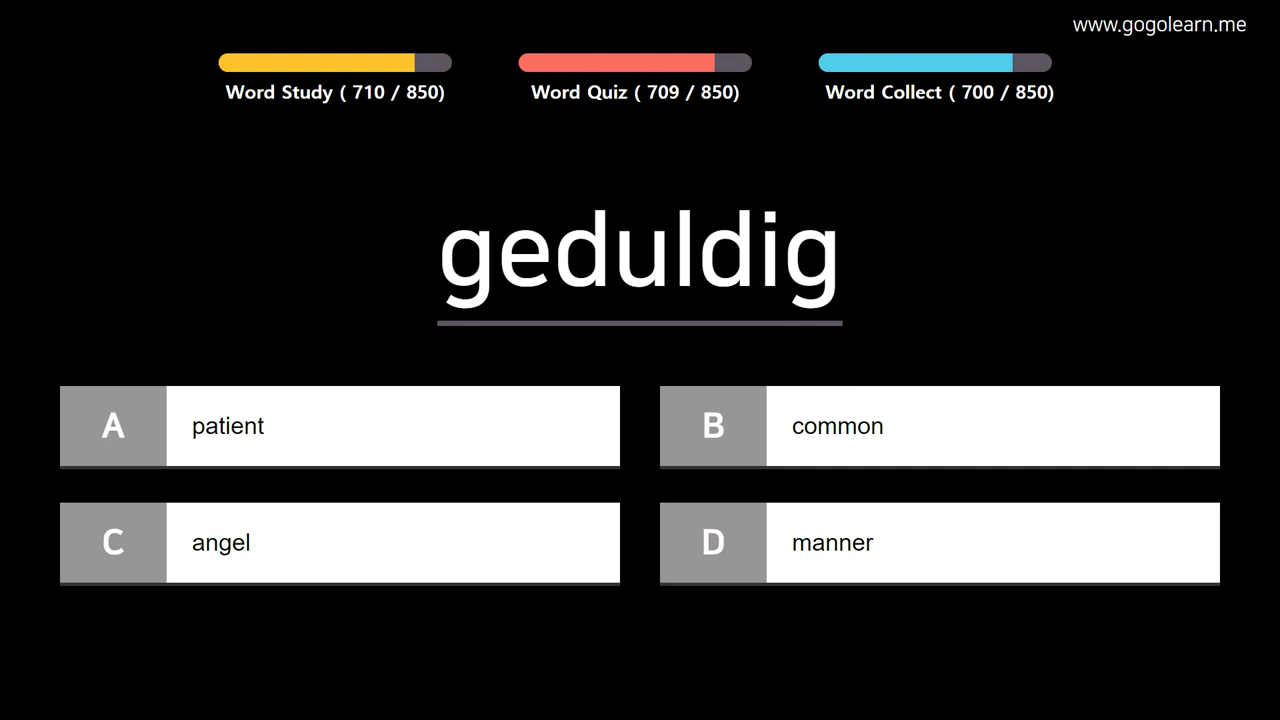 www.gogolearn.me
Word Study ( 710 / 850)
Word Quiz ( 709 / 850)
Word Collect ( 700 / 850)
geduldig
A patient
B common
C angel
D manner